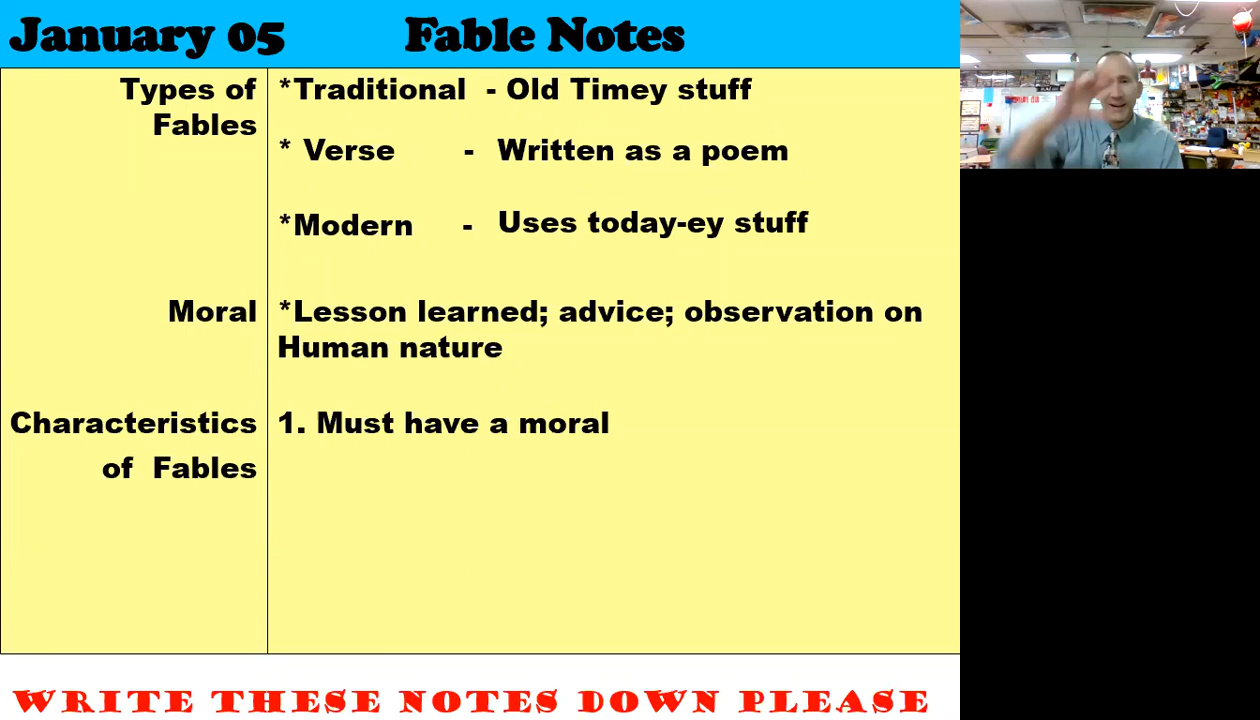 January 05 Fable Notes
Types of *Traditional - Old Timey stuff
Fables
* Verse - Written as a poem
*Modern - Uses today-ey stuff
Moral *Lesson learned; advice; observation on
Human nature
Characteristics 1. Must have a moral
of Fables
WRITE THESE NOTES DOWN PLEASE